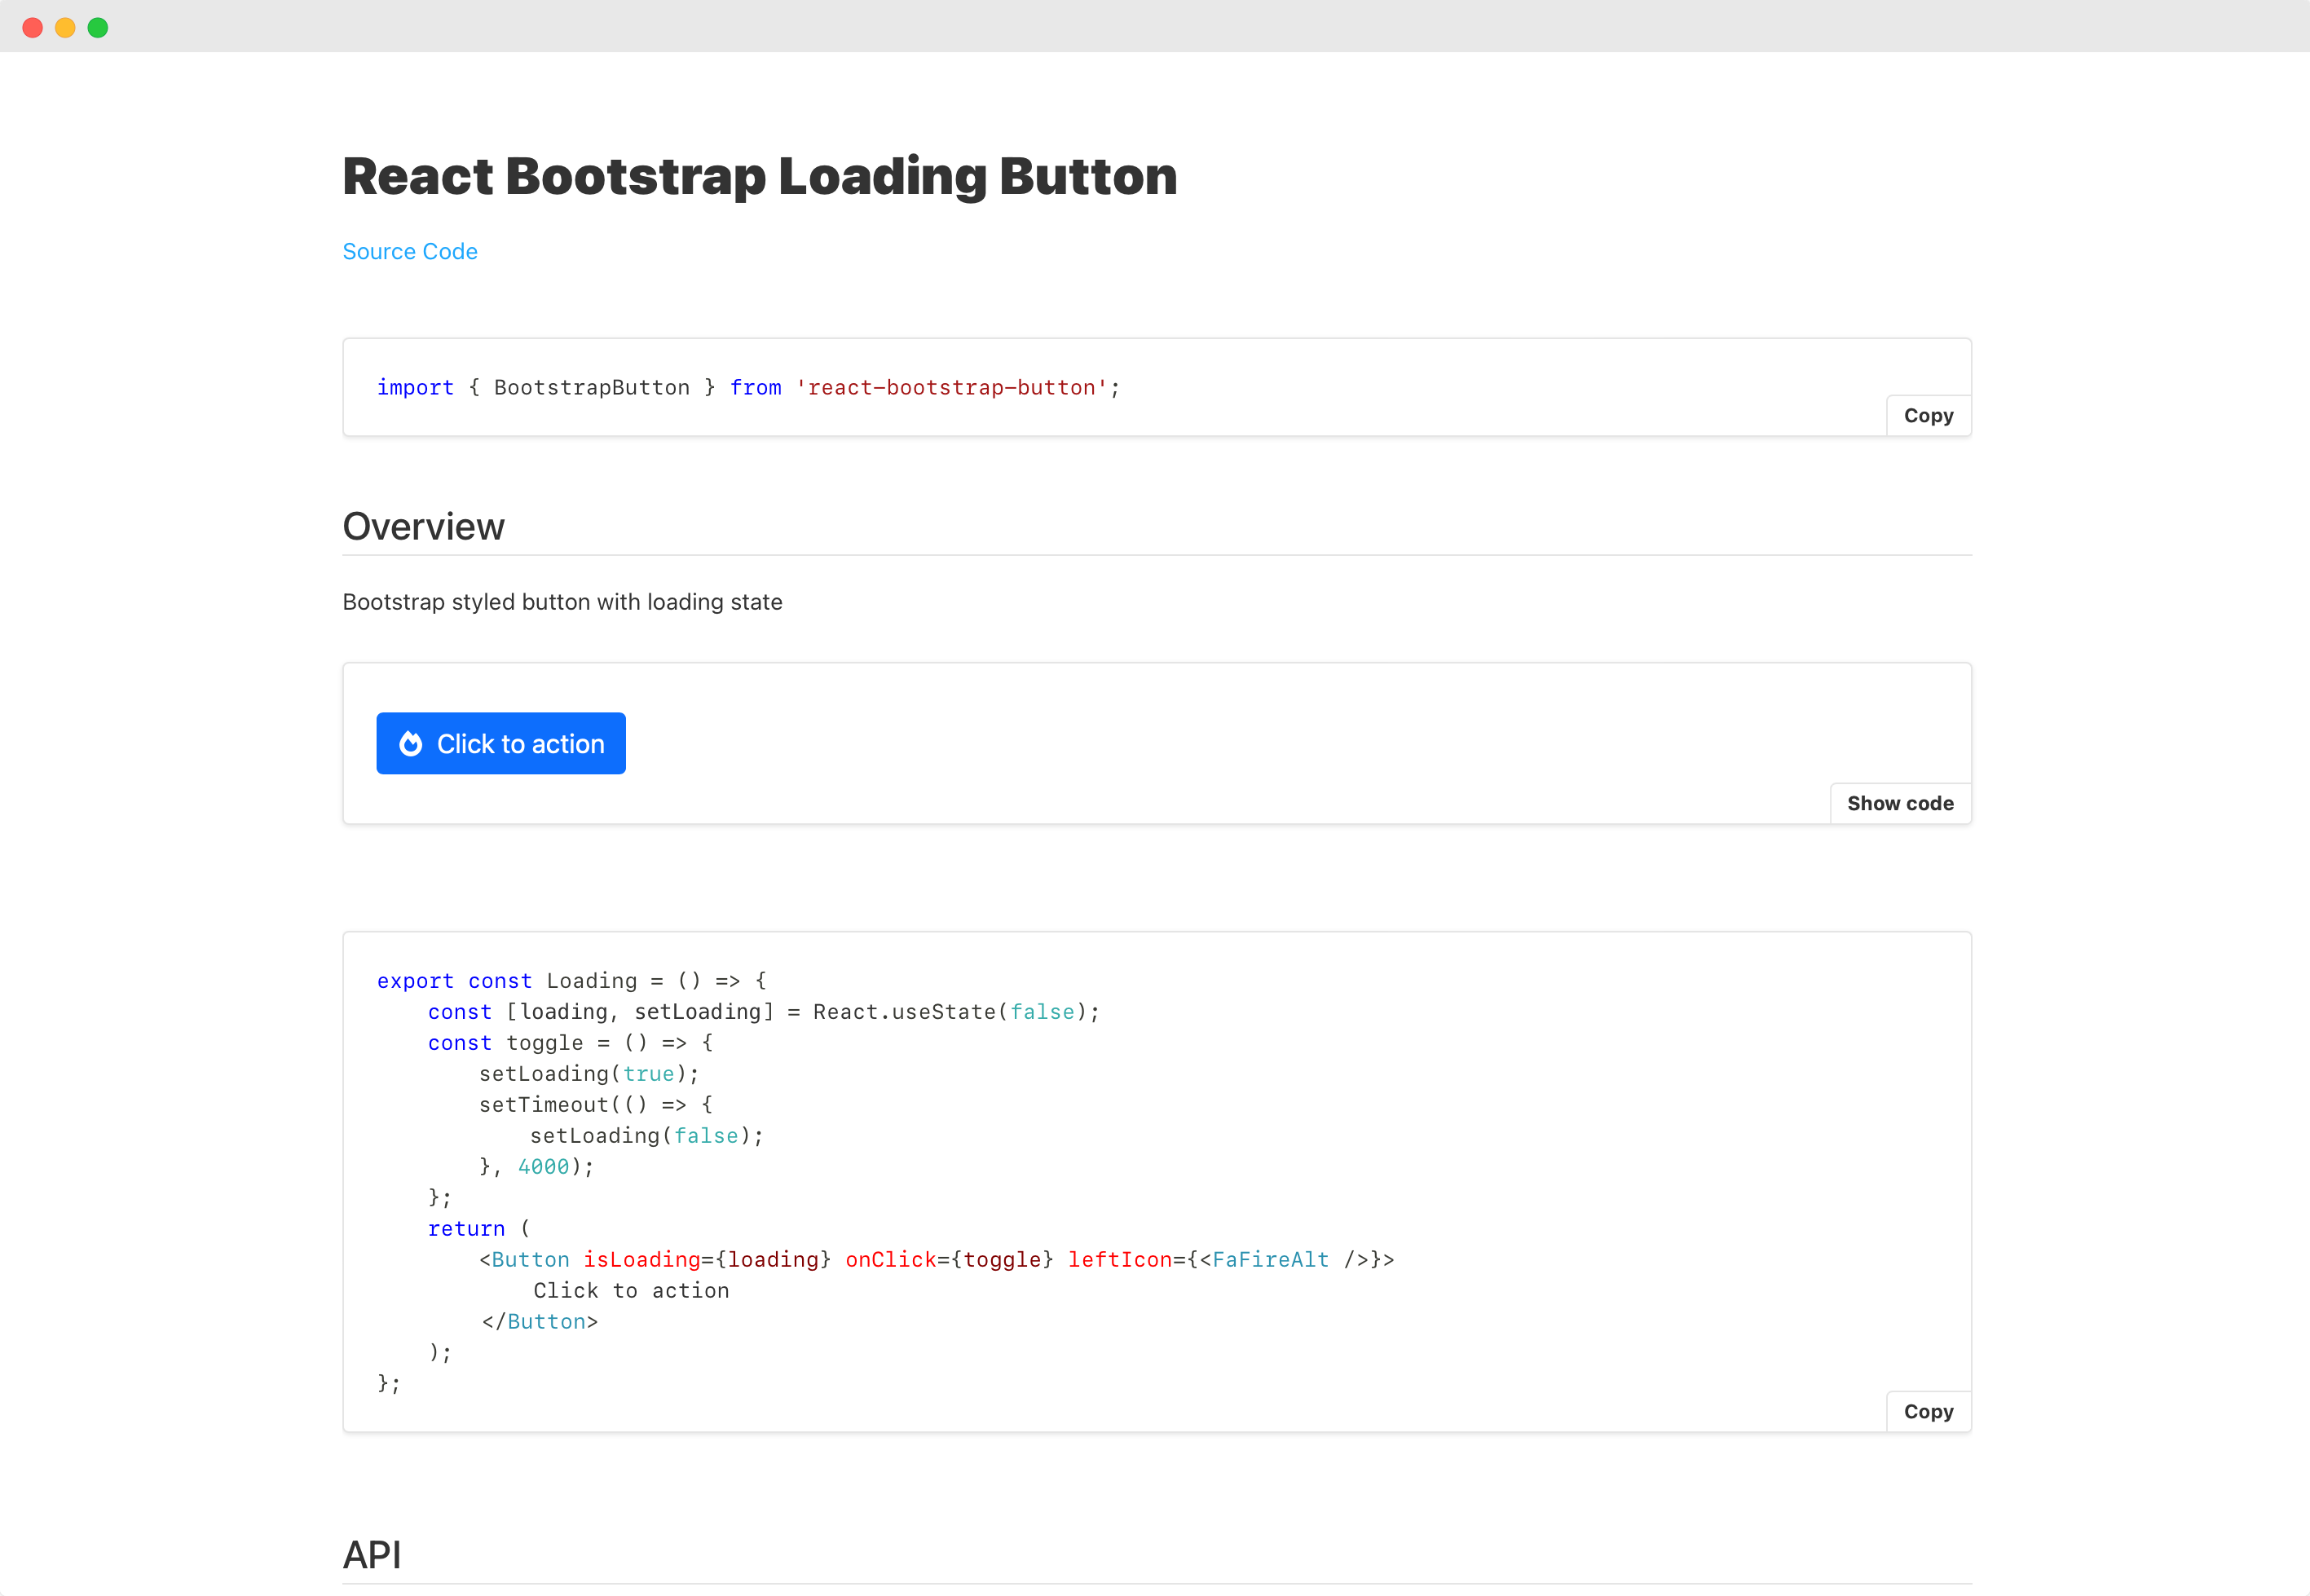 React Bootstrap Loading Button
Source Code
import { BootstrapButton } from 'react-bootstrap-button';
Copy
Overview
Bootstrap styled button with loading state
Click to action
Show code
export const Loading = () => {
    const [loading, setLoading] = React.useState(false);
    const toggle = () => {
        setLoading(true);
        setTimeout(() => {
            setLoading(false);
        }, 4000);
    };
    return (
        <Button isLoading={loading} onClick={toggle} leftIcon={<FaFireAlt />}>
            Click to action
        </Button>
    );
};
Copy
API